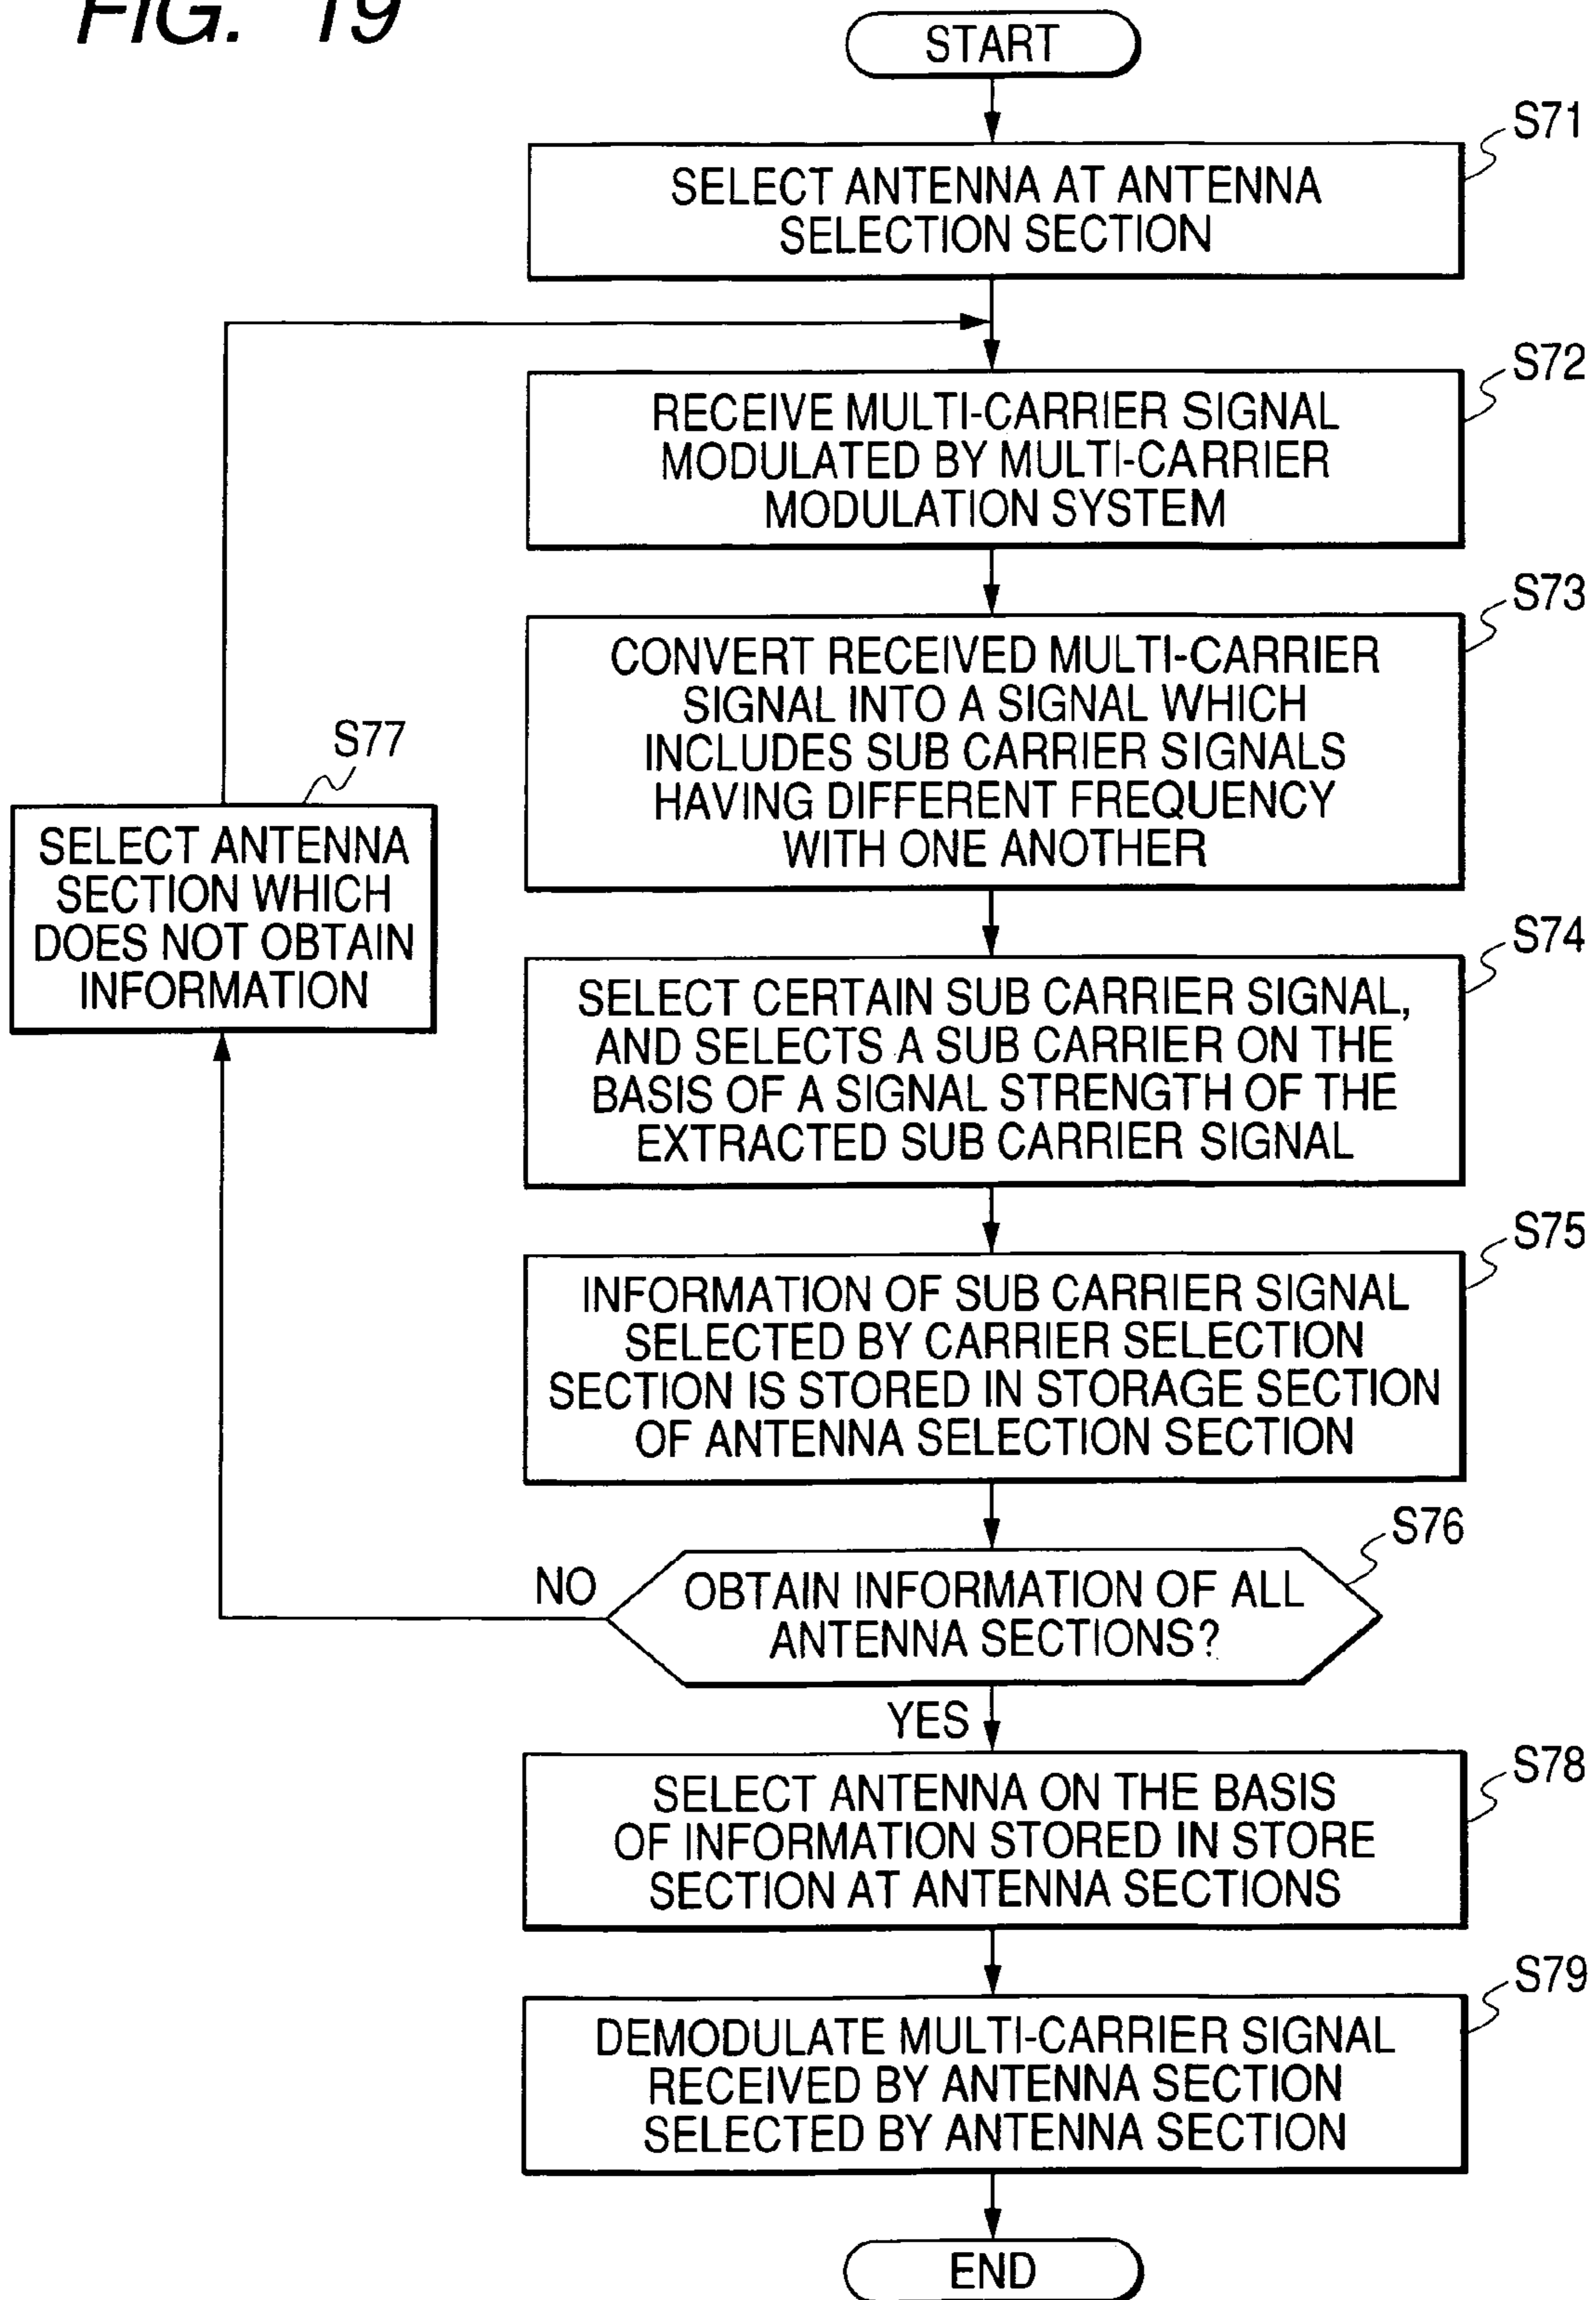 FIG. 19
START
S71
SELECT ANTENNA AT ANTENNA
SELECTION SECTION
S72
RECEIVE MULTI-CARRIER SIGNAL
MODULATED BY MULTI-CARRIER
MODULATION SYSTEM
S73
CONVERT RECEIVED MULTI-CARRIER
SIGNAL INTO A SIGNAL WHICH
INCLUDES SUB CARRIER SIGNALS
HAVING DIFFERENT FREQUENCY
WITH ONE ANOTHER
S77
SELECT ANTENNA
SECTION WHICH
DOES NOT OBTAIN
INFORMATION
S74
SELECT CERTAIN SUB CARRIER SIGNAL,
AND SELECTS A SUB CARRIER ON THE
BASIS OF A SIGNAL STRENGTH OF THE
EXTRACTED SUB CARRIER SIGNAL
S75
INFORMATION OF SUB CARRIER SIGNAL
SELECTED BY CARRIER SELECTION
SECTION IS STORED IN STORAGE SECTION
OF ANTENNA SELECTION SECTION
S76
NO
OBTAIN INFORMATION OF ALL
ANTENNA SECTIONS?
YES
S78
SELECT ANTENNA ON THE BASIS
OF INFORMATION STORED IN STORE
SECTION AT ANTENNA SECTIONS
S79
DEMODULATE MULTI-CARRIER SIGNAL
RECEIVED BY ANTENNA SECTION
SELECTED BY ANTENNA SECTION
END